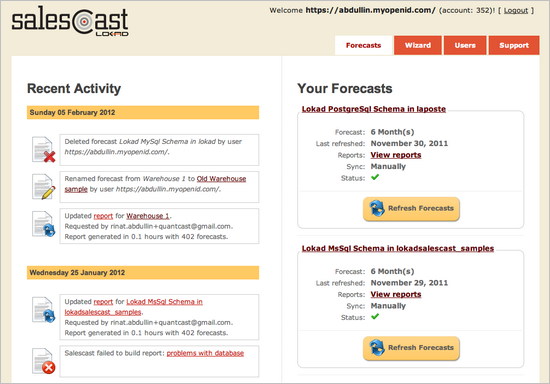 salesCast
LOKAD
Welcome https://abdullin.myopenid.com/ (account: 352)! [ Logout ]
Forecasts
Wizard
Users
Support
Recent Activity
Sunday 05 February 2012
Deleted forecast Lokad MySql Schema in lokad by user
https://abdullin.myopenid.com/.
Renamed forecast from Warehouse 1 to Old Warehouse
sample by user https://abdullin.myopenid.com/.
Updated report for Warehouse 1.
Requested by rinat.abdullin+quantcast@gmail.com.
Report generated in 0.1 hours with 402 forecasts.
Wednesday 25 January 2012
Updated report for Lokad MsSql Schema in
lokadsalescast_samples.
Requested by rinat.abdullin+quantcast@gmail.com.
Report generated in 0.1 hours with 402 forecasts.
Salescast failed to build report: problems with database
Your Forecasts
Lokad PostgreSql Schema in laposte
Forecast: 6 Month(s)
Last refreshed: November 30, 2011
Reports: View reports
Sync: Manually
Status:
Refresh Forecasts
Lokad MsSql Schema in lokadsalescast_samples
Forecast: 6 Month(s)
Last refreshed: November 29, 2011
Reports: View reports
Sync: Manually
Status:
Refresh Forecasts